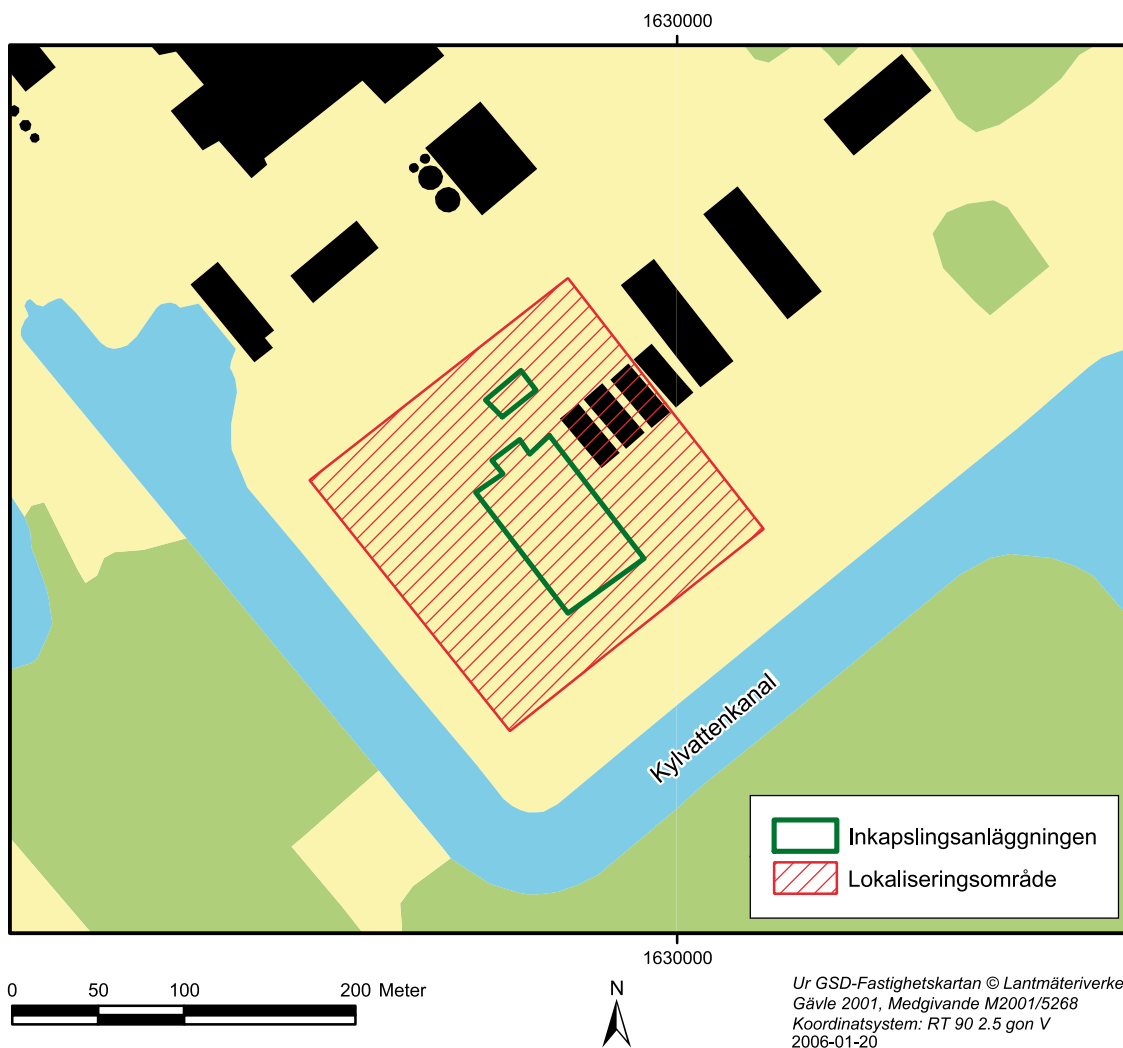 1630000
Kylvattenkanal
Inkapslingsanläggningen
Lokaliseringsområde
1630000
0 50 100 200 Meter
N
Ur GSD-Fastighetskartan © Lantmäteriverke
Gävle 2001, Medgivande M2001/5268
Koordinatsystem: RT 90 2.5 gon V
2006-01-20